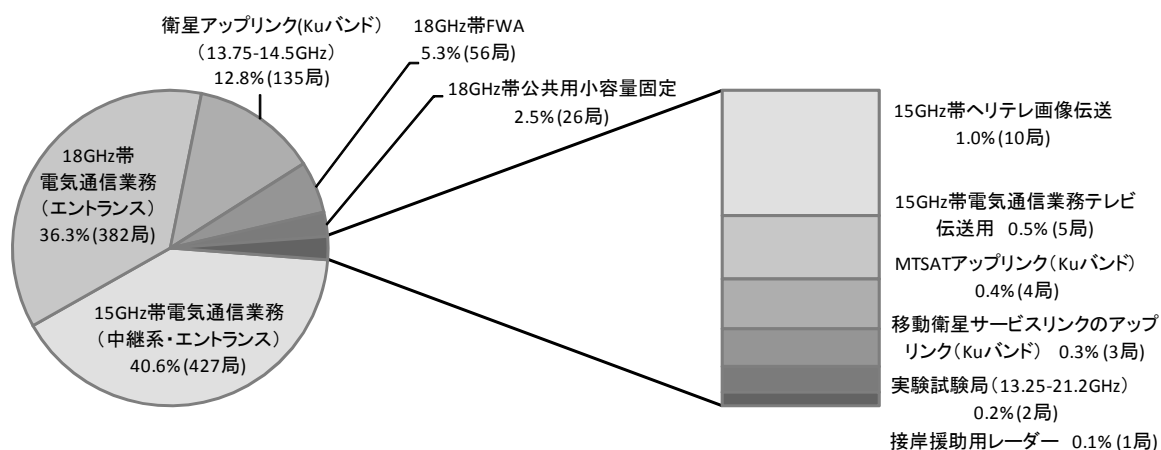 衛星アップリンク(Kuバンド)
(13.75-14.5GHz)
12.8%(135局)
18GHz帯FWA
5.3%(56局)
18GHz帯公共用小容量固定
2.5%(26局)
18GHz帯
電気通信業務
(エントランス)
36.3%(382局)
15GHz帯電気通信業務
(中継系・エントランス)
40.6%(427局)
15GHz帯ヘリテレ画像伝送
1.0%(10局)
15GHz帯電気通信業務テレビ
伝送用 0.5%(5局)
MTSATアップリンク(Kuバンド)
0.4%(4局)
移動衛星サービスリンクのアップ
リンク(Kuバンド) 0.3%(3局)
実験試験局(13.25-21.2GHz)
0.2%(2局)
接岸援助用レーダー 0.1%(1局)